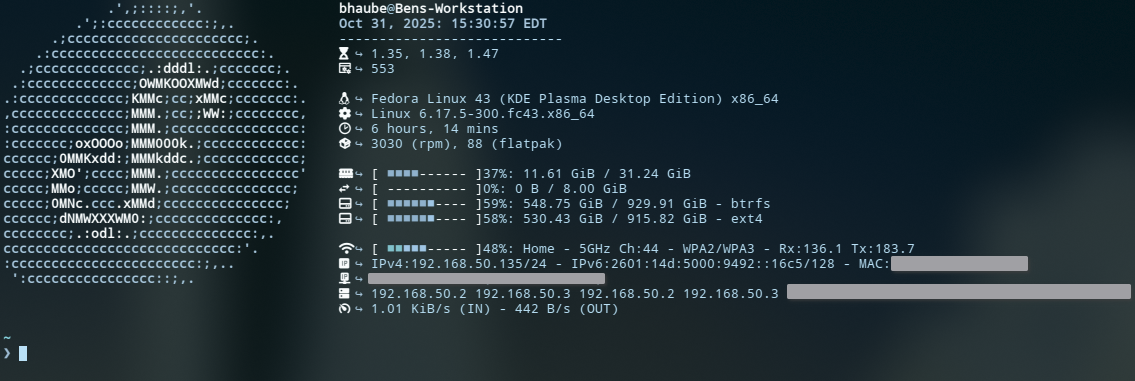 .',;::::;,'.
.';:cccccccccccc:;,.
.;cccccccccccccccccccccc;.
.:cccccccccccccccccccccccccc:.
.;ccccccccccccc;.:dddl:.;ccccccc;.
.:ccccccccccccc;OWMKOOXMWd;ccccccc:.
.:ccccccccccccc;KMMc;cc;xMMc;ccccccc:.
,cccccccccccccc;MMM.;cc;;WW:;cccccccc,
:cccccccccccccc;MMM.;cccccccccccccccc:
:ccccccc;oxOOOo;MMM000k.;cccccccccccc:
cccccc;0MMKxdd:;MMMkddc.;cccccccccccc;
ccccc;XMO';cccc;MMM.;cccccccccccccccc'
ccccc;MMo;ccccc;MMW.;ccccccccccccccc;
ccccc;0MNc.ccc.xMMd;ccccccccccccccc;
cccccc;dNMWXXXWM0:;cccccccccccccc:,
cccccccc;.:odl:.;cccccccccccccc:,.
ccccccccccccccccccccccccccccc:'.
:ccccccccccccccccccccccc:;,..
':cccccccccccccccc::;,.
bhaube@Bens-Workstation
Oct 31, 2025: 15:30:57 EDT
----------------------------
↪ 1.35, 1.38, 1.47
↪ 553
↪ Fedora Linux 43 (KDE Plasma Desktop Edition) x86_64
↪ Linux 6.17.5-300.fc43.x86_64
↪ 6 hours, 14 mins
↪ 3030 (rpm), 88 (flatpak)
↪ [ ■■■■------ ]37%: 11.61 GiB / 31.24 GiB
↪ [ ---------- ]0%: 0 B / 8.00 GiB
↪ [ ■■■■■■---- ]59%: 548.75 GiB / 929.91 GiB - btrfs
↪ [ ■■■■■■---- ]58%: 530.43 GiB / 915.82 GiB - ext4
↪ [ ■■■■■----- ]48%: Home - 5GHz Ch:44 - WPA2/WPA3 - Rx:136.1 Tx:183.7
IP ↪ IPv4:192.168.50.135/24 - IPv6:2601:14d:5000:9492::16c5/128 - MAC:
IP ↪
↪ 192.168.50.2 192.168.50.3 192.168.50.2 192.168.50.3
↪ 1.01 KiB/s (IN) - 442 B/s (OUT)
~
❯